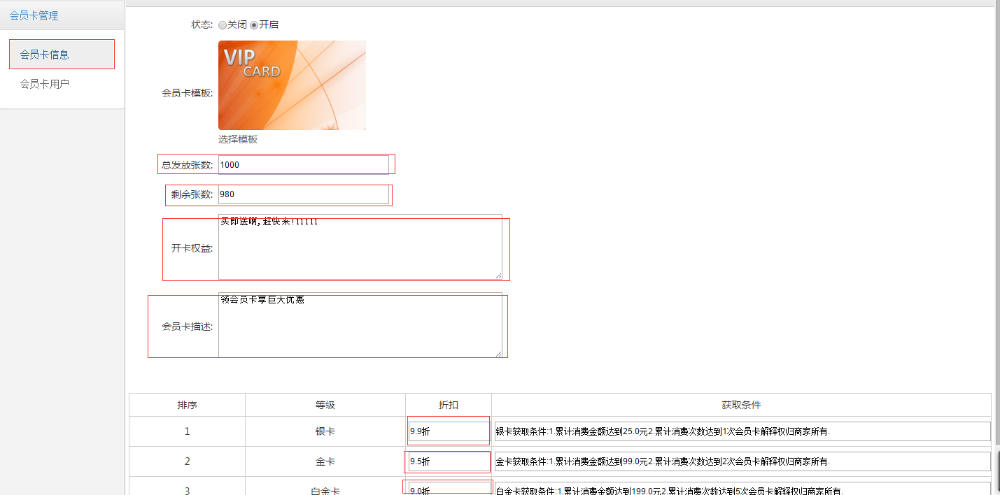 会员卡管理
会员卡信息
会员卡用户
状态: 关闭 开启
会员卡模板:
VIP
CARD
选择模板
总发放张数: 1000
剩余张数: 980
开卡权益: 买即送啊,赶快来!11111
会员卡描述: 领会员卡享巨大优惠
排序 等级 折扣 获取条件
1 银卡 9.9折 银卡获取条件:1.累计消费金额达到25.0元2.累计消费次数达到1次会员卡解释权归商家所有.
2 金卡 9.5折 金卡获取条件:1.累计消费金额达到99.0元2.累计消费次数达到2次会员卡解释权归商家所有.
3 白金卡 9.0折 白金卡获取条件:1.累计消费金额达到199.0元2.累计消费次数达到5次会员卡解释权归商家所有.